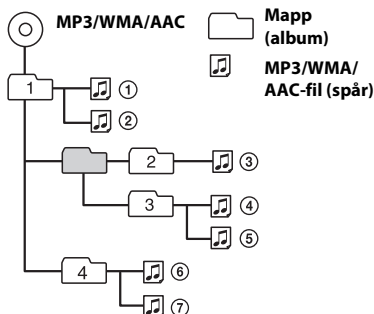 MP3/WMA/AAC
Mapp
(album)
MP3/WMA/
AAC-fil (spår)
1
①
②
2
③
3
④
⑤
4
⑥
⑦